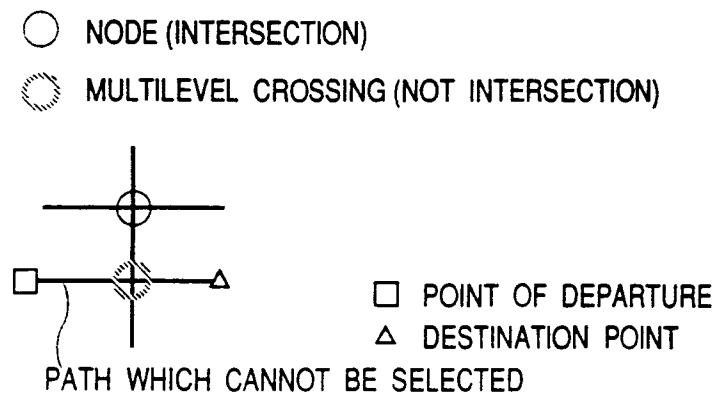 NODE (INTERSECTION)
MULTILEVEL CROSSING (NOT INTERSECTION)
POINT OF DEPARTURE
DESTINATION POINT
PATH WHICH CANNOT BE SELECTED